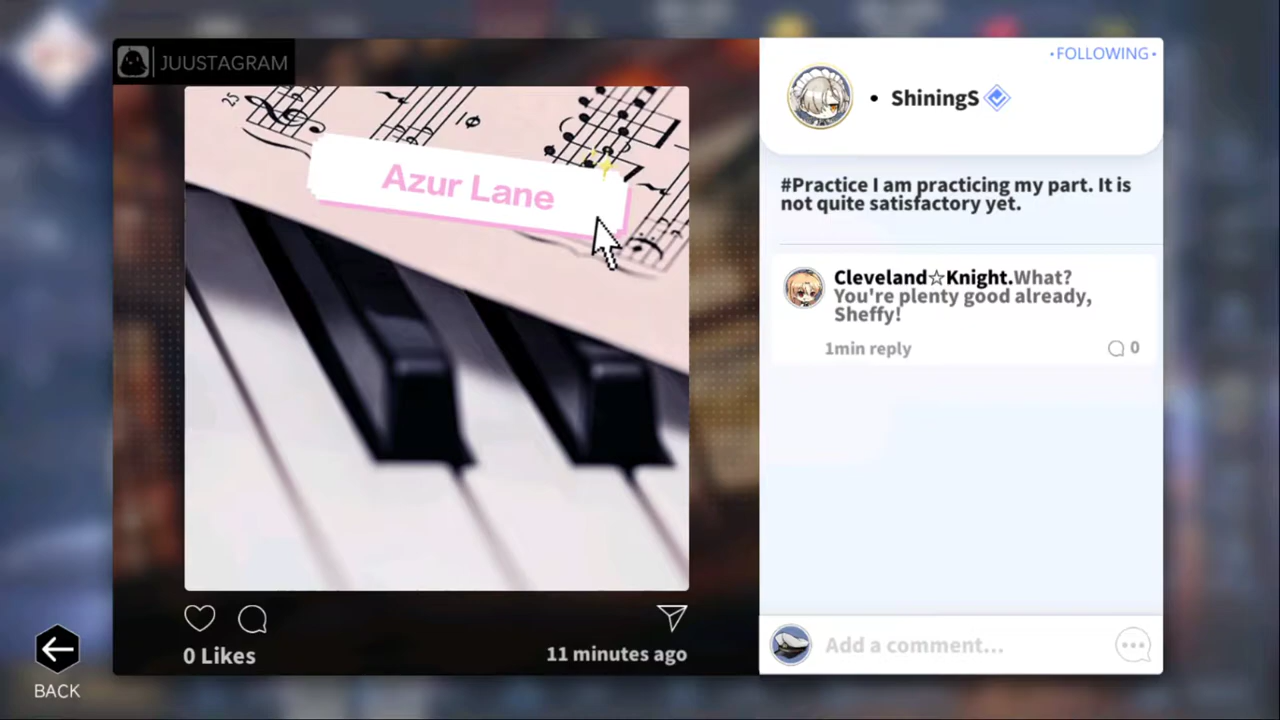 JUUSTAGRAM
•FOLLOWING•
• ShiningS
25
Azur Lane
#Practice I am practicing my part. It is
not quite satisfactory yet.
Cleveland☆Knight.What?
You're plenty good already,
Sheffy!
1min reply
0
0 Likes
11 minutes ago
Add a comment...
BACK